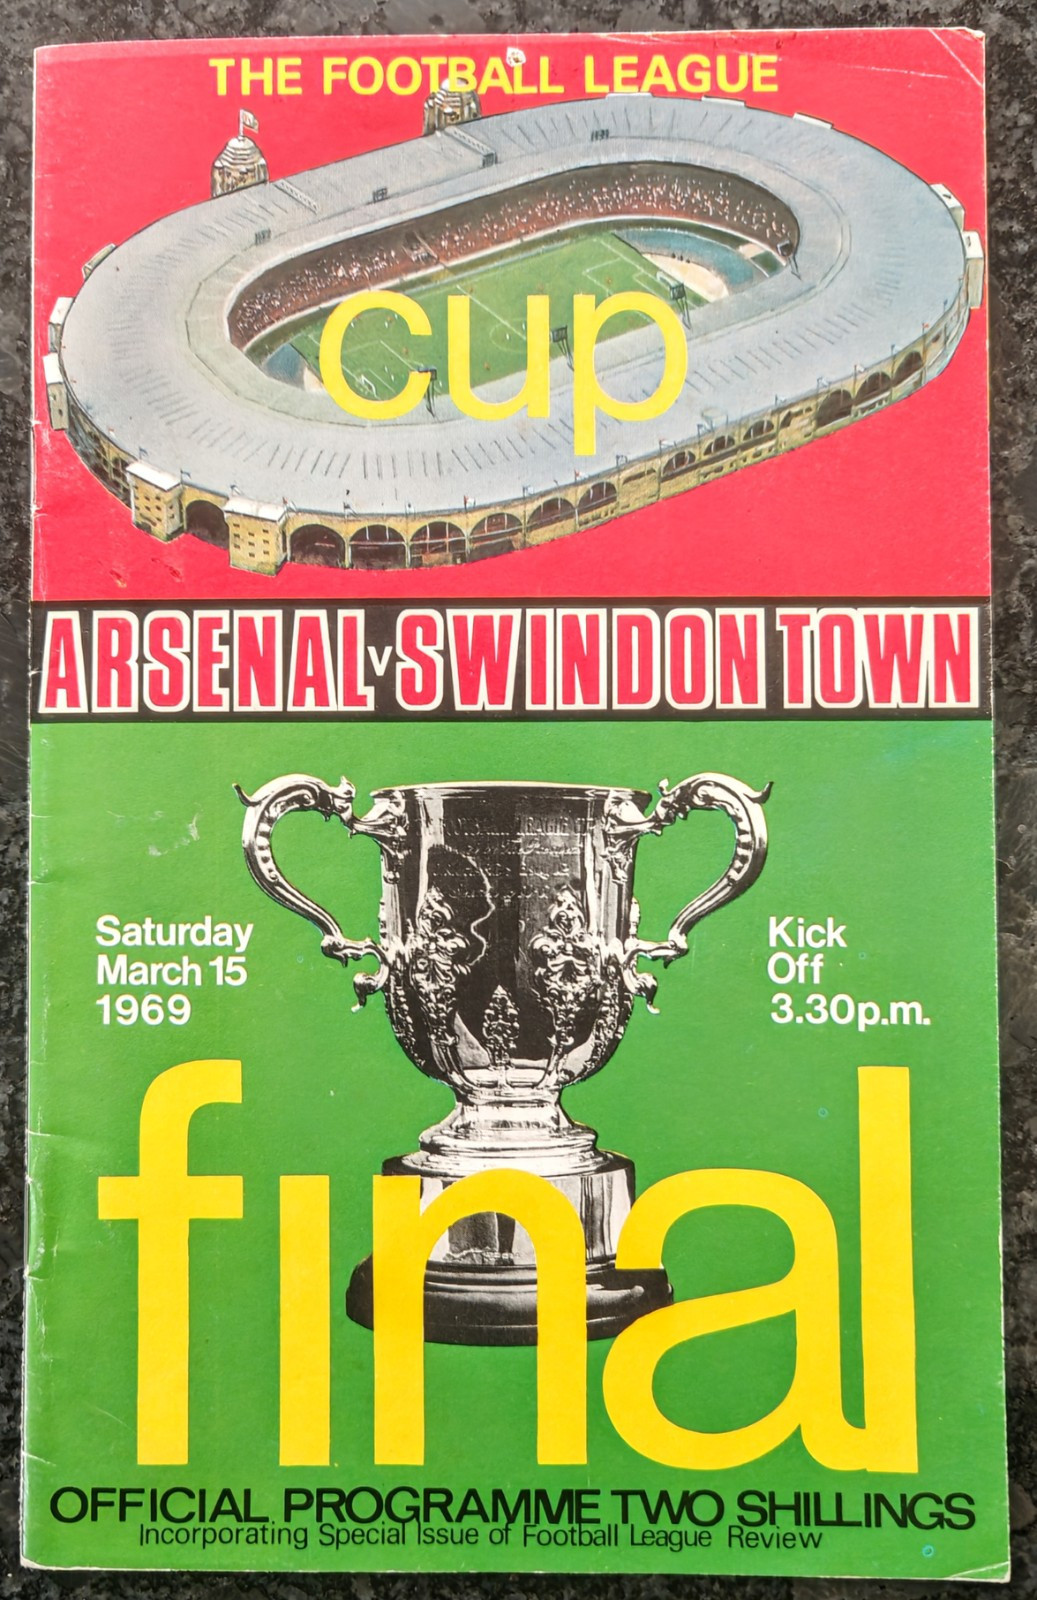 THE FOOTBALL LEAGUE
cup
ARSENAL v SWINDON TOWN
Saturday
March 15
1969
Kick
Off
3.30p.m.
final
OFFICIAL PROGRAMME TWO SHILLINGS
Incorporating Special Issue of Football League Review